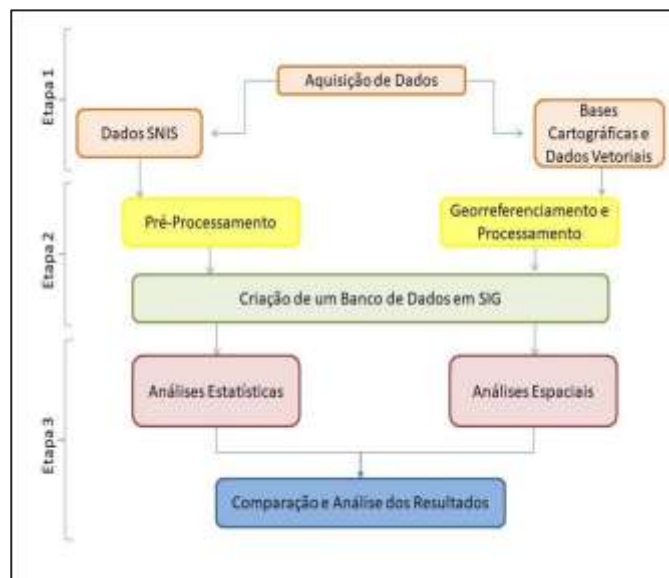 Etapa 1
Aquisição de Dados
Dados SNIS
Bases
Cartográficas e
Dados Vetoriais
Etapa 2
Pré-Processamento
Georreferenciamento e
Processamento
Criação de um Banco de Dados em SIG
Etapa 3
Análises Estatísticas
Análises Espaciais
Comparação e Análise dos Resultados